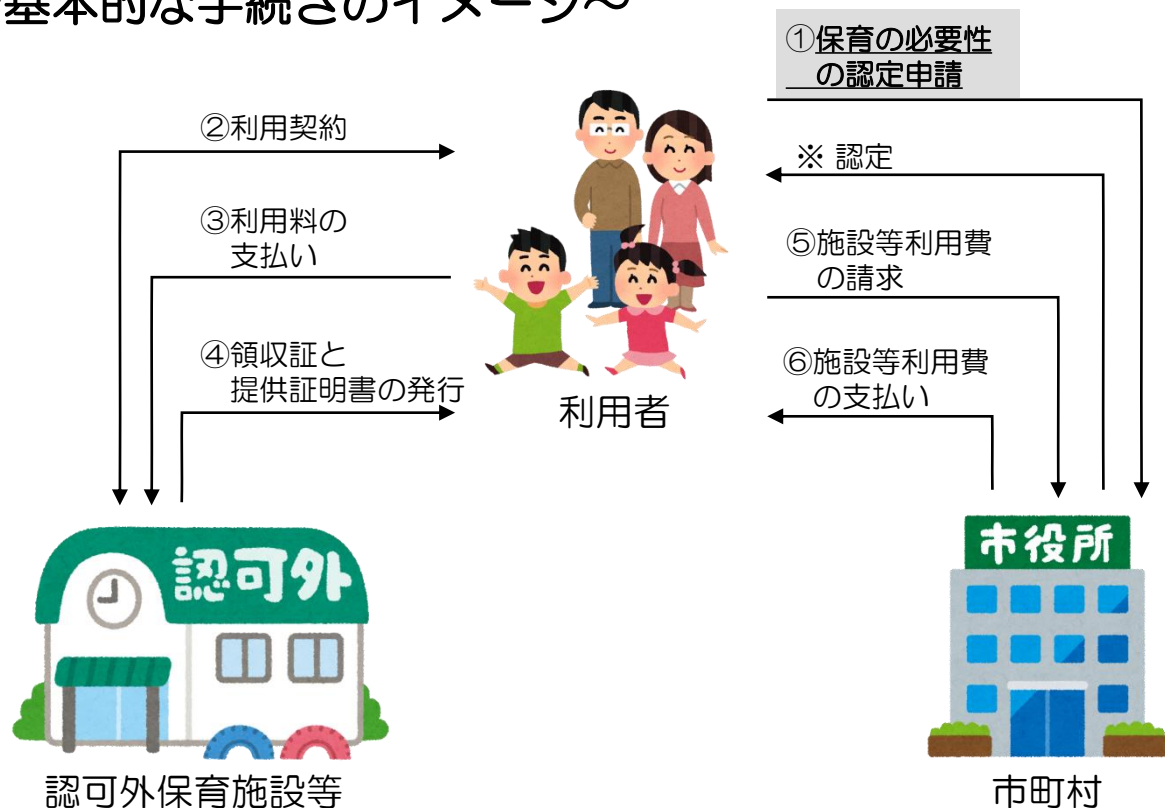 基本的な手続きのイメージ～
①保育の必要性
の認定申請
②利用契約
※ 認定
③利用料の
支払い
⑤施設等利用費
の請求
④領収証と
提供証明書の発行
⑥施設等利用費
の支払い
利用者
認可外
市役所
認可外保育施設等
市町村